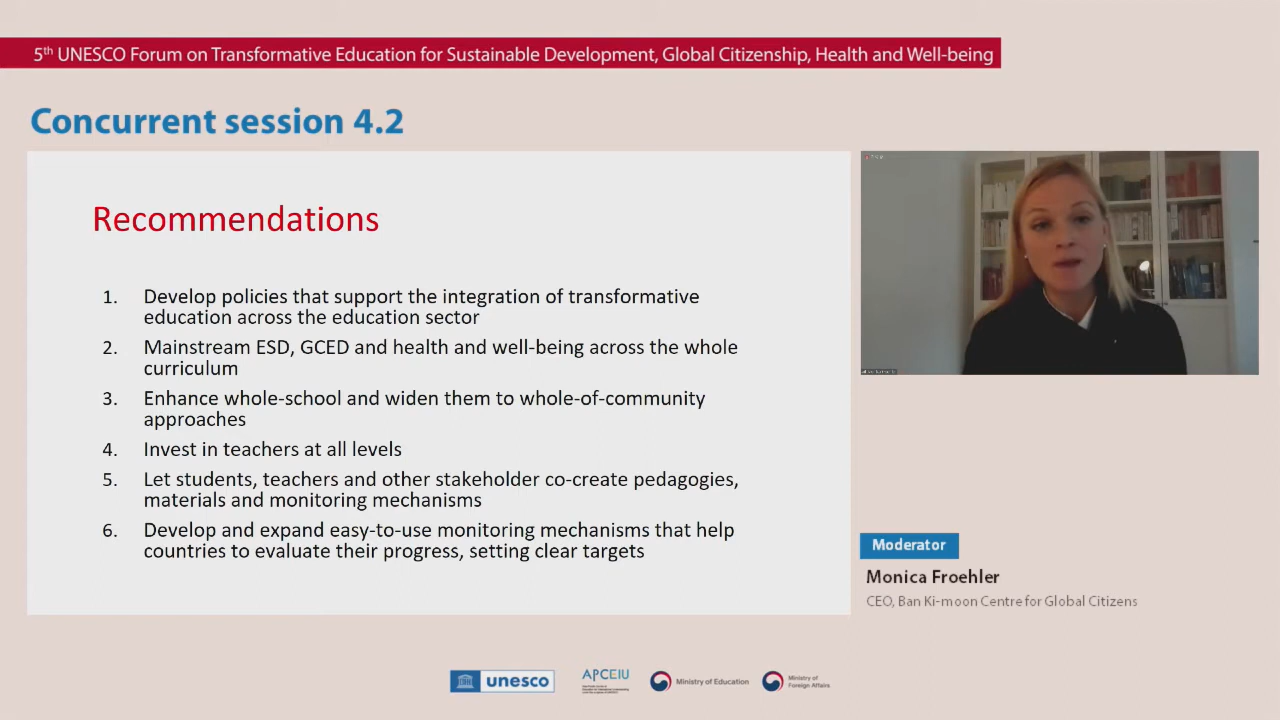 5th UNESCO Forum on Transformative Education for Sustainable Development, Global Citizenship, Health and Well-being
Concurrent session 4.2
Recommendations
1. Develop policies that support the integration of transformative
education across the education sector
2. Mainstream ESD, GCED and health and well-being across the whole
curriculum
3. Enhance whole-school and widen them to whole-of-community
approaches
4. Invest in teachers at all levels
5. Let students, teachers and other stakeholder co-create pedagogies,
materials and monitoring mechanisms
6. Develop and expand easy-to-use monitoring mechanisms that help
countries to evaluate their progress, setting clear targets
Moderator
Monica Froehler
CEO, Ban Ki-moon Centre for Global Citizens
unesco
APCEIU
Ministry of Education
Ministry of
Foreign Affairs